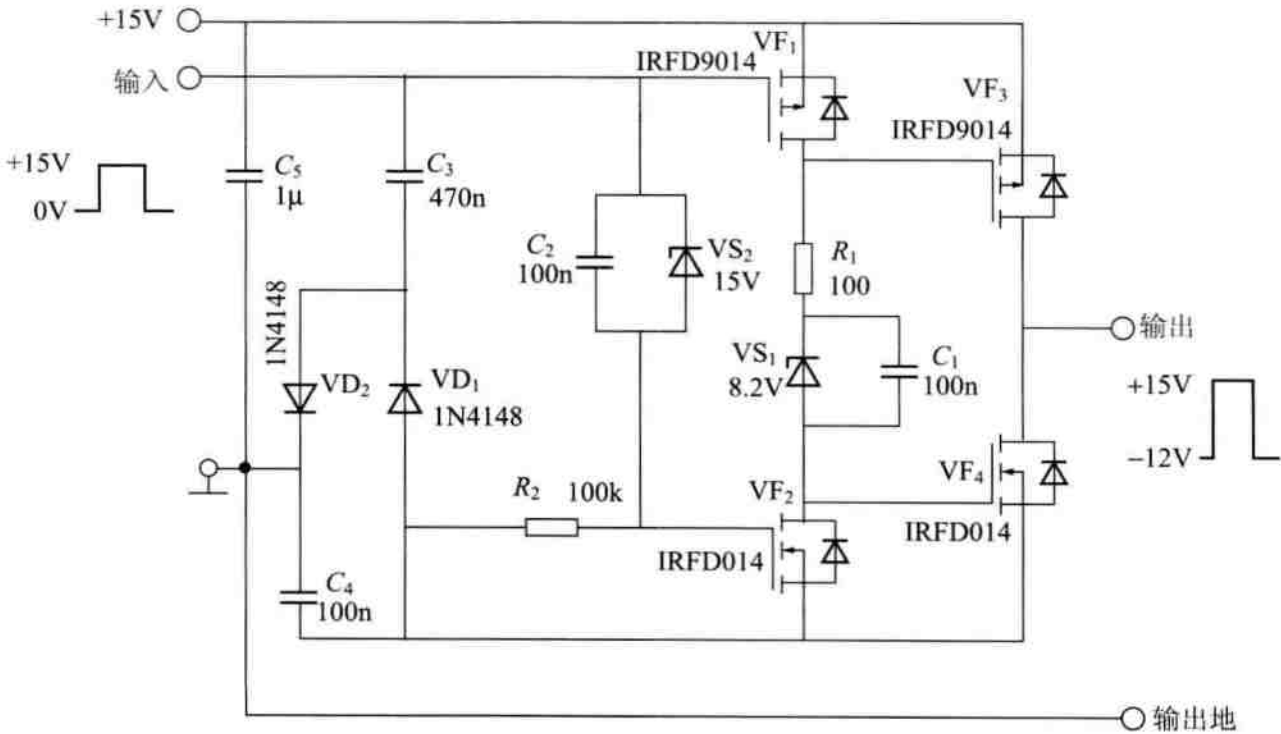 +15V
输入
+15V
0V
C5
1μ
C3
470n
1N4148
VD2
VD1
1N4148
C4
100n
C2
100n
VS2
15V
R2
100k
VF1
IRFD9014
VF3
IRFD9014
R1
100
VS1
8.2V
C1
100n
VF2
IRFD014
VF4
IRFD014
输出
+15V
−12V
输出地